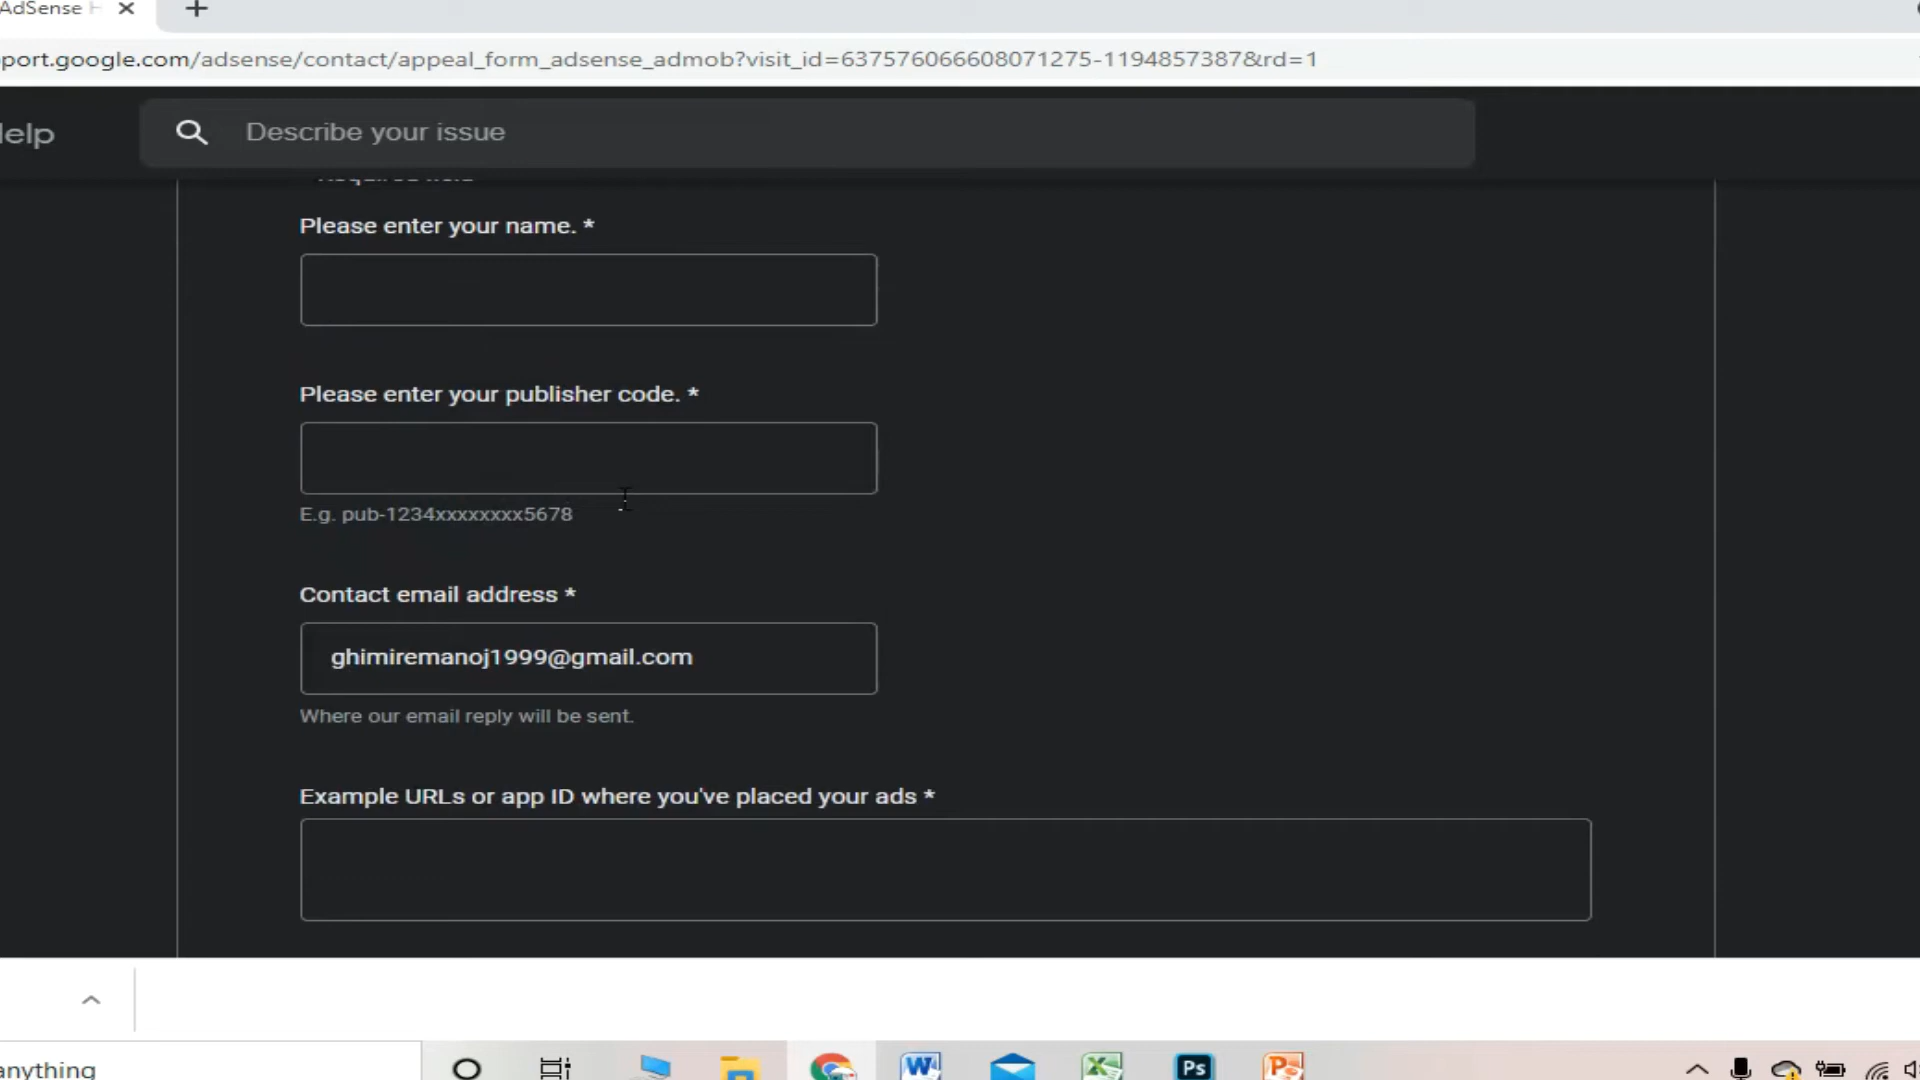 AdSense H
port.google.com/adsense/contact/appeal_form_adsense_admob?visit_id=637576066608071275-1194857387&rd=1
Help
Describe your issue
Please enter your name. *
Please enter your publisher code. *
E.g. pub-1234xxxxxxxx5678
Contact email address *
ghimiremanoj1999@gmail.com
Where our email reply will be sent.
Example URLs or app ID where you've placed your ads *
anything
Ps